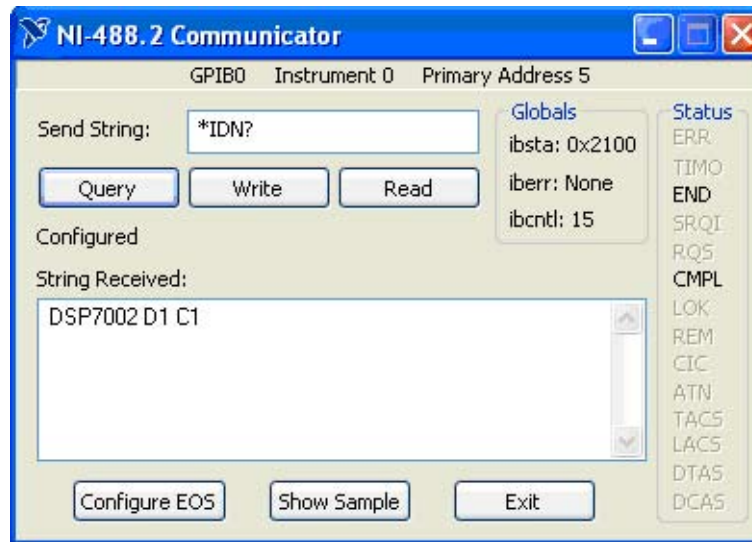 NI-488.2 Communicator
GPIB0 Instrument 0 Primary Address 5
Send String: *IDN?
Query Write Read
Configured
String Received:
DSP7002 D1 C1
Configure EOS Show Sample Exit
Globals
ibsta: 0x2100
iberr: None
ibcntl: 15
Status
ERR
TIMO
END
SRQI
RQS
CMPL
LOK
REM
CIC
ATN
TACS
LACS
DTAS
DCAS